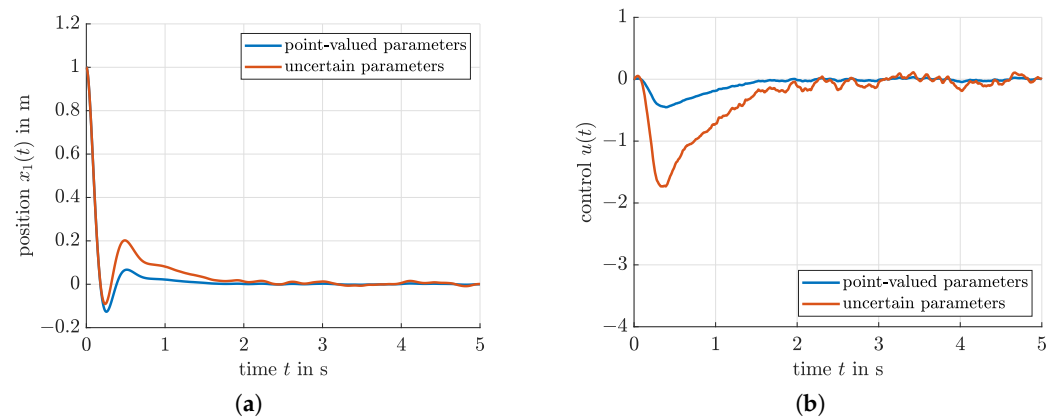 1.2
1
0.8
0.6
0.4
0.2
0
−0.2
position x₁(t) in m
point-valued parameters
uncertain parameters
0 1 2 3 4 5
time t in s
(a)
1
0
−1
−2
−3
−4
control u(t)
point-valued parameters
uncertain parameters
0 1 2 3 4 5
time t in s
(b)